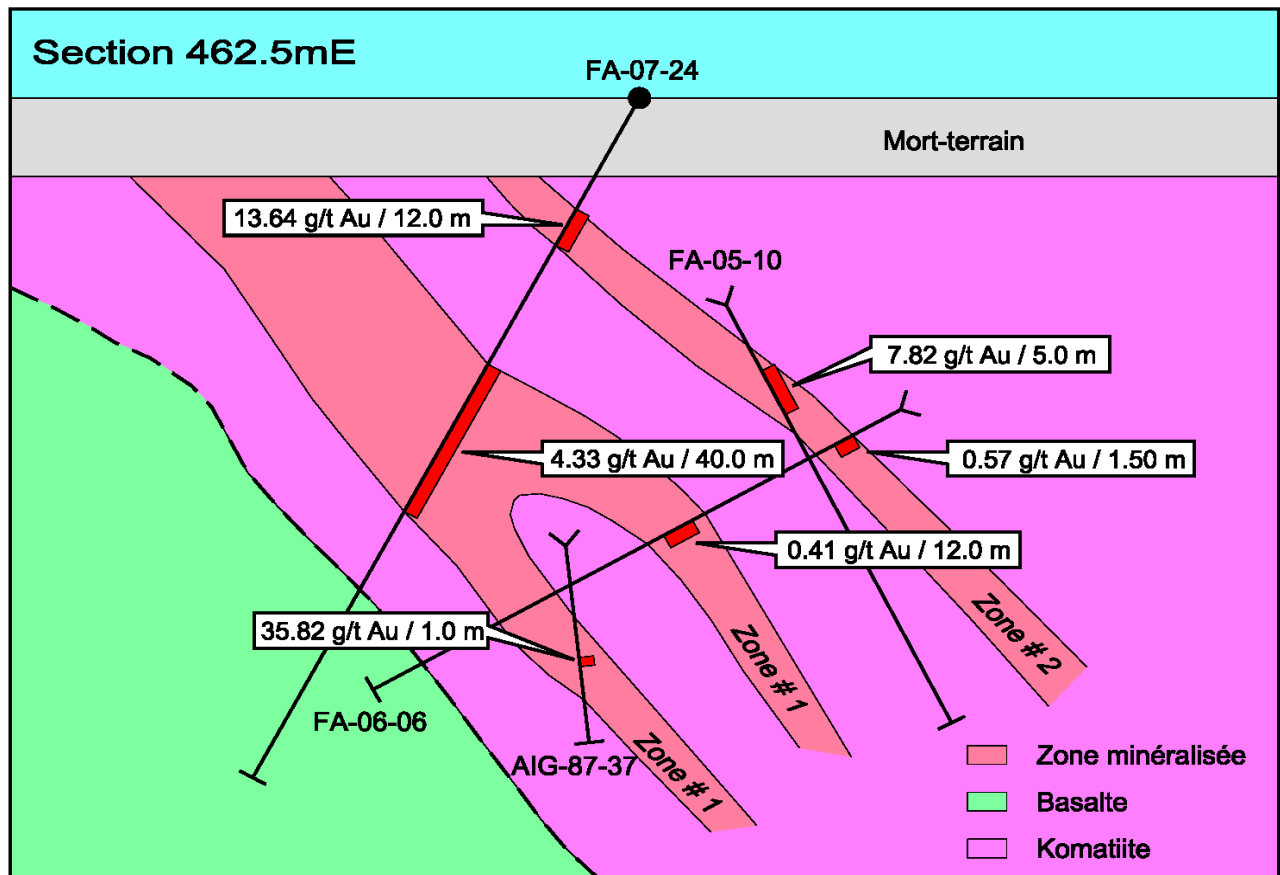 Section 462.5mE
FA-07-24
Mort-terrain
13.64 g/t Au / 12.0 m
FA-05-10
7.82 g/t Au / 5.0 m
4.33 g/t Au / 40.0 m
0.57 g/t Au / 1.50 m
0.41 g/t Au / 12.0 m
35.82 g/t Au / 1.0 m
Zone # 2
Zone # 1
FA-06-06
AIG-87-37
Zone # 1
Zone minéralisée
Basalte
Komatiite